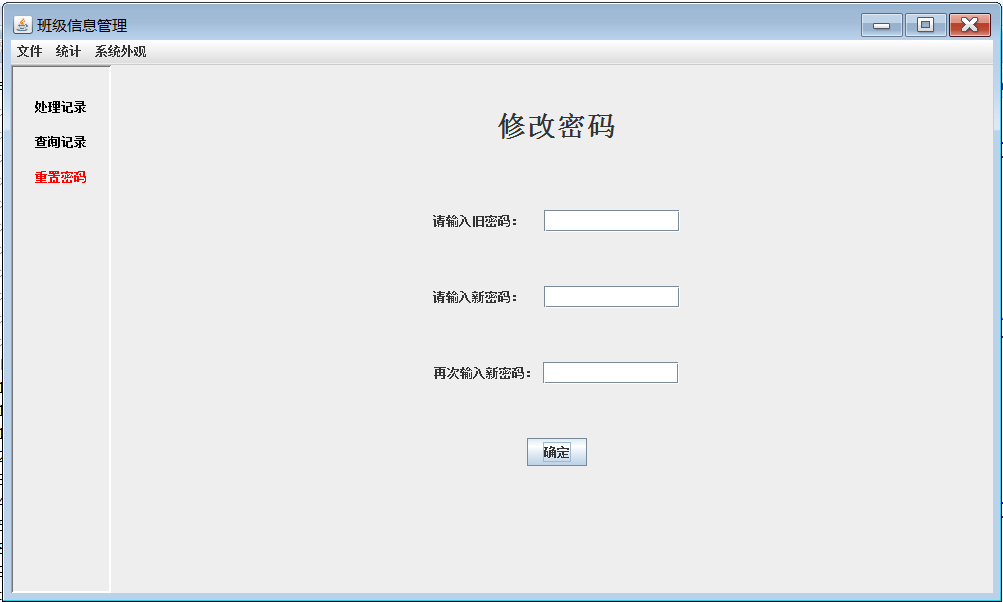 班级信息管理
文件 统计 系统外观
处理记录
查询记录
重置密码
修改密码
请输入旧密码：
请输入新密码：
再次输入新密码：
确定